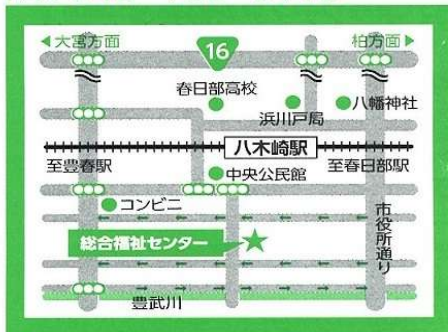 ◀大宮方面
16
柏方面▶
春日部高校
浜川戸局
八幡神社
八木崎駅
至豊春駅
至春日部駅
中央公民館
コンビニ
市役所通り
総合福祉センター
豊武川